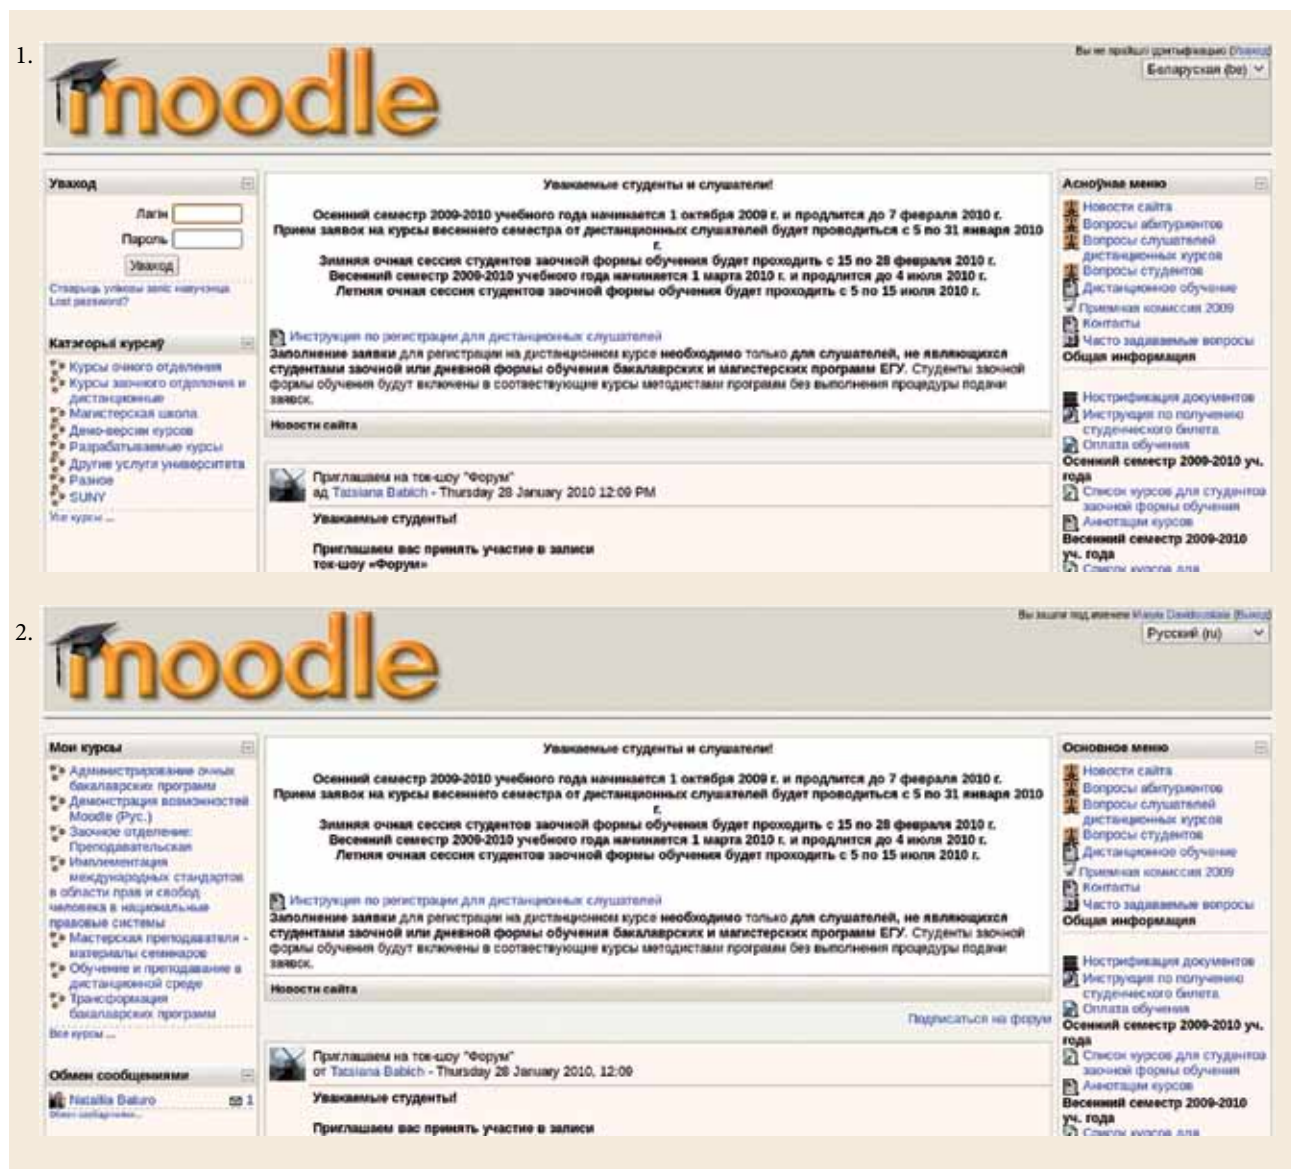 1.
moodle
Вы не прайшлі ідэнтыфікацыю (Уваход)
Беларуская (be)
Уваход
Лагін
Пароль
Уваход
Стварыць уліковы запіс навучэнца
Lost password?
Катэгорыі курсаў
Курсы очного отделения
Курсы заочного отделения и
дистанционные
Магистерская школа
Демо-версии курсов
Разрабатываемые курсы
Другие услуги университета
Разное
SUNY
Усе курсы ...
Уважаемые студенты и слушатели!
Осенний семестр 2009-2010 учебного года начинается 1 октября 2009 г. и продлится до 7 февраля 2010 г.
Прием заявок на курсы весеннего семестра от дистанционных слушателей будет проводиться с 5 по 31 января 2010
г.
Зимняя очная сессия студентов заочной формы обучения будет проходить с 15 по 28 февраля 2010 г.
Весенний семестр 2009-2010 учебного года начинается 1 марта 2010 г. и продлится до 4 июля 2010 г.
Летняя очная сессия студентов заочной формы обучения будет проходить с 5 по 15 июля 2010 г.
Инструкция по регистрации для дистанционных слушателей
Заполнение заявки для регистрации на дистанционном курсе необходимо только для слушателей, не являющихся
студентами заочной или дневной формы обучения бакалаврских и магистерских программ ЕГУ. Студенты заочной
формы обучения будут включены в соотвествующие курсы методистами программ без выполнения процедуры подачи
заявок.
Новости сайта
Приглашаем на ток-шоу "Форум"
ад Tatsiana Babich - Thursday 28 January 2010 12:09 PM
Уважаемые студенты!
Приглашаем вас принять участие в записи
ток-шоу «Форум»
Асноўнае меню
Новости сайта
Вопросы абитуриентов
Вопросы слушателей
дистанционных курсов
Вопросы студентов
Дистанционное обучение
Приемная комиссия 2009
Контакты
Часто задаваемые вопросы
Общая информация
Нострификация документов
Инструкция по получению
студенческого билета
Оплата обучения
Осенний семестр 2009-2010 уч.
года
Список курсов для студентов
заочной формы обучения
Аннотации курсов
Весенний семестр 2009-2010
уч. года
Список курсов для
2.
moodle
Вы зашли под именем (Выход)
Русский (ru)
Мои курсы
Администрирование очных
бакалаврских программ
Демонстрация возможностей
Moodle (Рус.)
Заочное отделение:
Преподавательская
Имплементация
международных стандартов
в области прав и свобод
человека в национальные
правовые системы
Мастерская преподавателя -
материалы семинаров
Обучение и преподавание в
дистанционной среде
Трансформация
бакалаврских программ
Все курсы ...
Обмен сообщениями
Natallia Baturo 1
Обмен сообщениями...
Уважаемые студенты и слушатели!
Осенний семестр 2009-2010 учебного года начинается 1 октября 2009 г. и продлится до 7 февраля 2010 г.
Прием заявок на курсы весеннего семестра от дистанционных слушателей будет проводиться с 5 по 31 января 2010
г.
Зимняя очная сессия студентов заочной формы обучения будет проходить с 15 по 28 февраля 2010 г.
Весенний семестр 2009-2010 учебного года начинается 1 марта 2010 г. и продлится до 4 июля 2010 г.
Летняя очная сессия студентов заочной формы обучения будет проходить с 5 по 15 июля 2010 г.
Инструкция по регистрации для дистанционных слушателей
Заполнение заявки для регистрации на дистанционном курсе необходимо только для слушателей, не являющихся
студентами заочной или дневной формы обучения бакалаврских и магистерских программ ЕГУ. Студенты заочной
формы обучения будут включены в соотвествующие курсы методистами программ без выполнения процедуры подачи
заявок.
Новости сайта
Подписаться на форум
Приглашаем на ток-шоу "Форум"
от Tatsiana Babich - Thursday 28 January 2010, 12:09
Уважаемые студенты!
Приглашаем вас принять участие в записи
Основное меню
Новости сайта
Вопросы абитуриентов
Вопросы слушателей
дистанционных курсов
Вопросы студентов
Дистанционное обучение
Приемная комиссия 2009
Контакты
Часто задаваемые вопросы
Общая информация
Нострификация документов
Инструкция по получению
студенческого билета
Оплата обучения
Осенний семестр 2009-2010 уч.
года
Список курсов для студентов
заочной формы обучения
Аннотации курсов
Весенний семестр 2009-2010
уч. года
Список курсов для